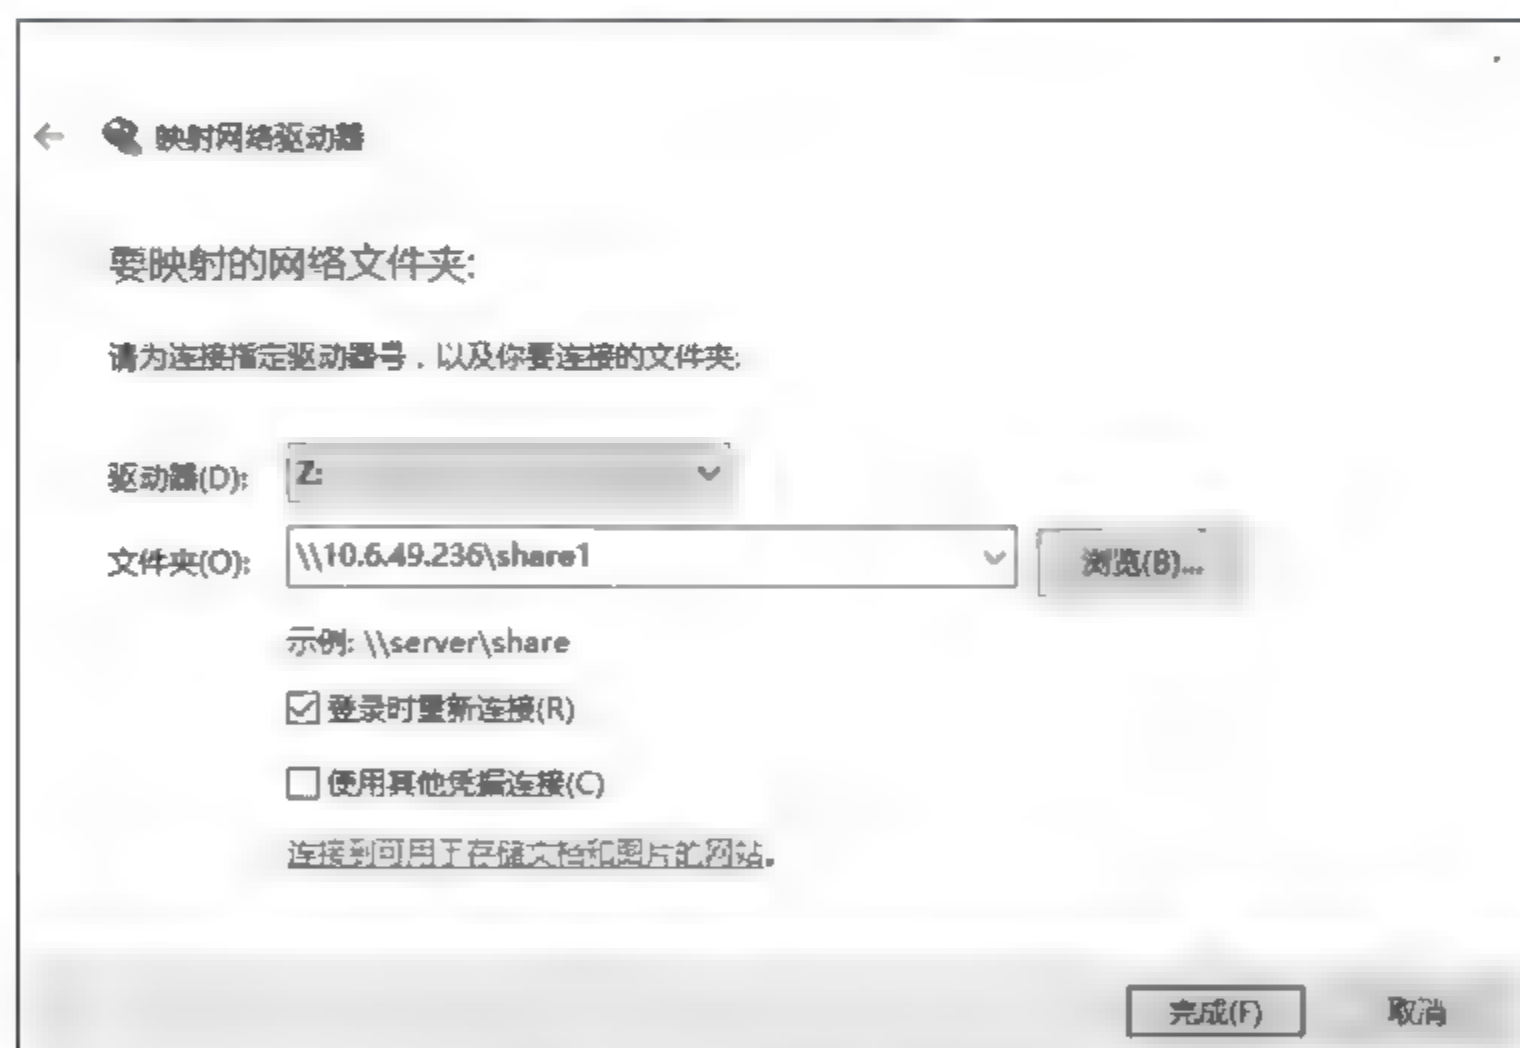 映射网络驱动器
要映射的网络文件夹:
请为连接指定驱动器号，以及你要连接的文件夹:
驱动器(D): Z:
文件夹(O): \\10.6.49.236\share1 浏览(B)...
示例: \\server\share
登录时重新连接(R)
使用其他凭据连接(C)
连接到可用于存储文档和图片的网站。
完成(F) 取消